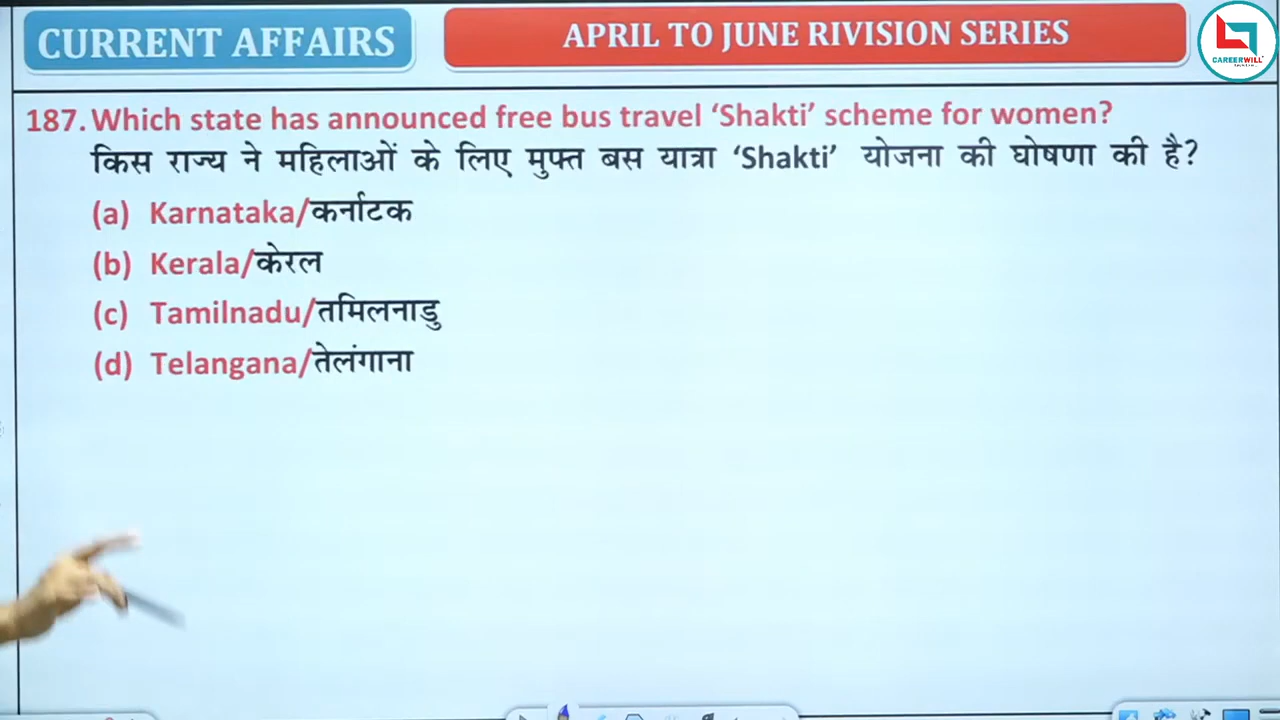 CURRENT AFFAIRS
APRIL TO JUNE RIVISION SERIES
CAREERWILL
187. Which state has announced free bus travel ‘Shakti’ scheme for women?
किस राज्य ने महिलाओं के लिए मुफ्त बस यात्रा ‘Shakti’ योजना की घोषणा की है?
(a) Karnataka/कर्नाटक
(b) Kerala/केरल
(c) Tamilnadu/तमिलनाडु
(d) Telangana/तेलंगाना